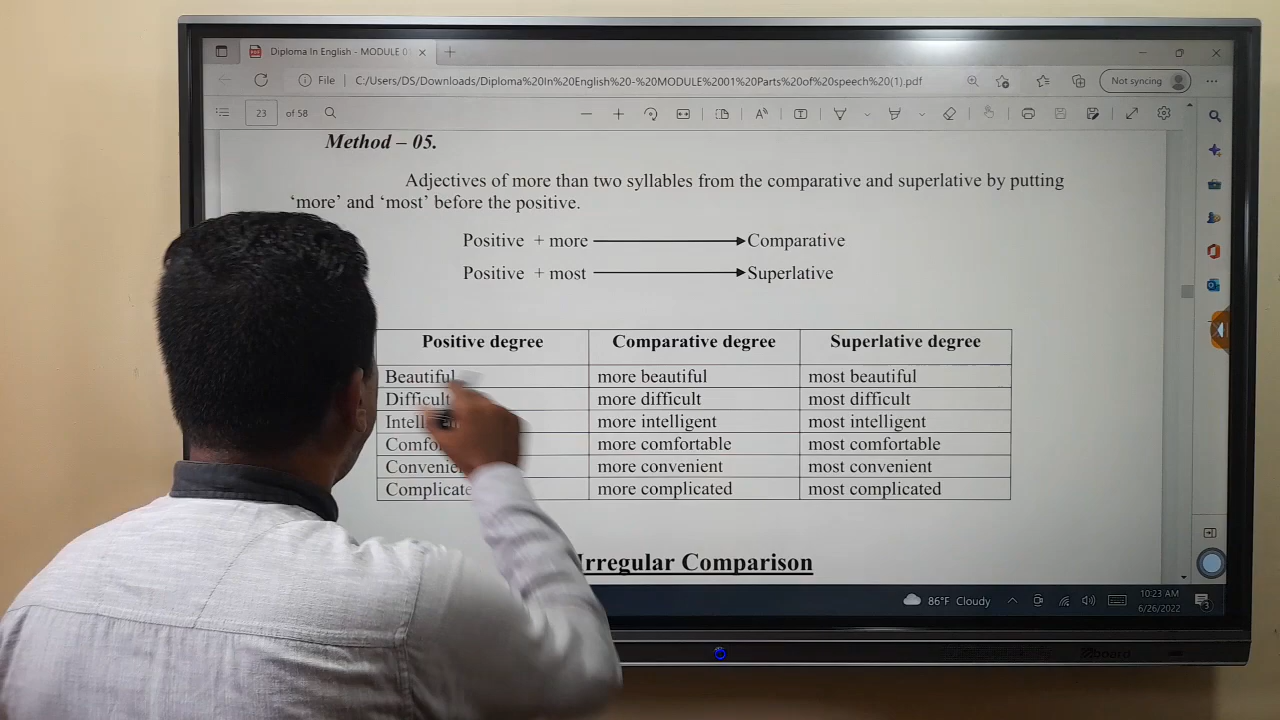 Diploma In English - MODULE 0
File
C:/Users/DS/Downloads/Diploma%20In%20English%20-%20MODULE%2001%20Parts%20of%20speech%20(1).pdf
Not syncing
23 of 58
Method – 05.
Adjectives of more than two syllables from the comparative and superlative by putting
‘more’ and ‘most’ before the positive.
Positive + more Comparative
Positive + most Superlative
Positive degree Comparative degree Superlative degree
Beautiful more beautiful most beautiful
Difficult more difficult most difficult
more intelligent most intelligent
more comfortable most comfortable
more convenient most convenient
more complicated most complicated
Irregular Comparison
86°F Cloudy
10:23 AM
6/26/2022
3